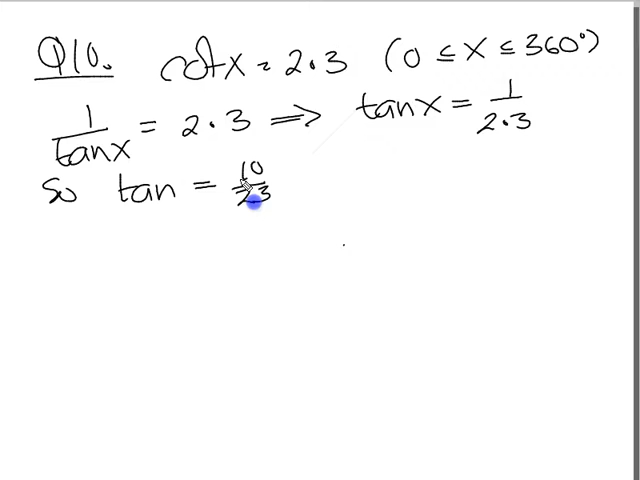 Q10. cotx = 2.3 (0 ≤ x ≤ 360°)
1/tanx = 2.3 ⟹ tanx = 1/2.3
So tan = 10/23